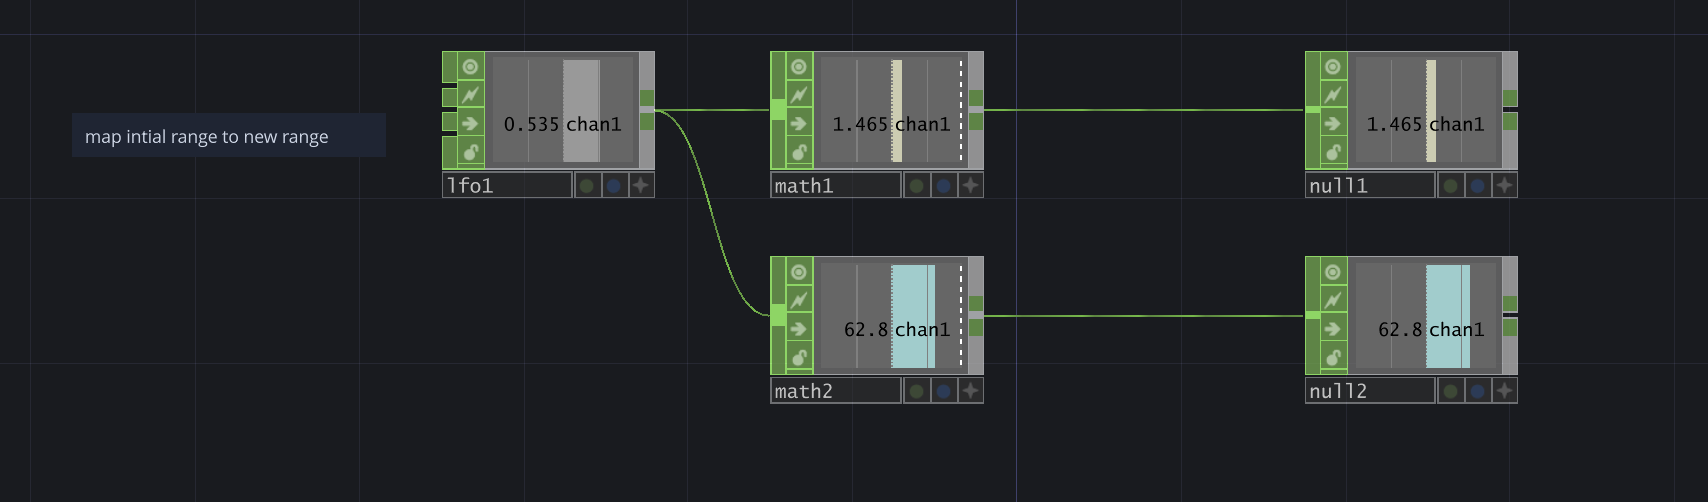 map intial range to new range
0.535 chan1
lfo1
1.465 chan1
math1
1.465 chan1
null1
62.8 chan1
math2
62.8 chan1
null2